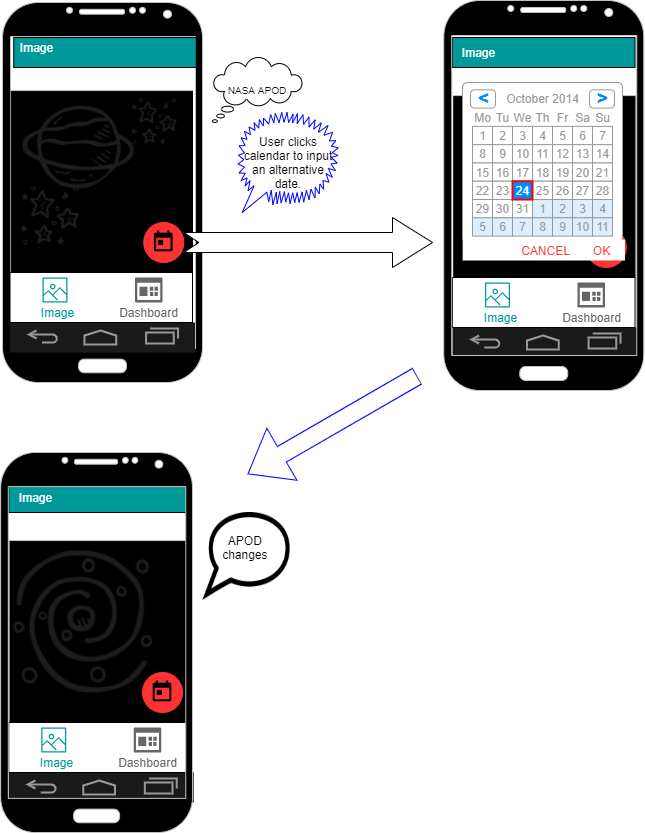 Image
NASA APOD
User clicks
calendar to input
an alternative
date.
Image
Dashboard
Image
< October 2014 >
Mo Tu We Th Fr Sa Su
1 2 3 4 5 6 7
8 9 10 11 12 13 14
15 16 17 18 19 20 21
22 23 24 25 26 27 28
29 30 31 1 2 3 4
5 6 7 8 9 10 11
CANCEL OK
Image
Dashboard
Image
APOD
changes
Image
Dashboard